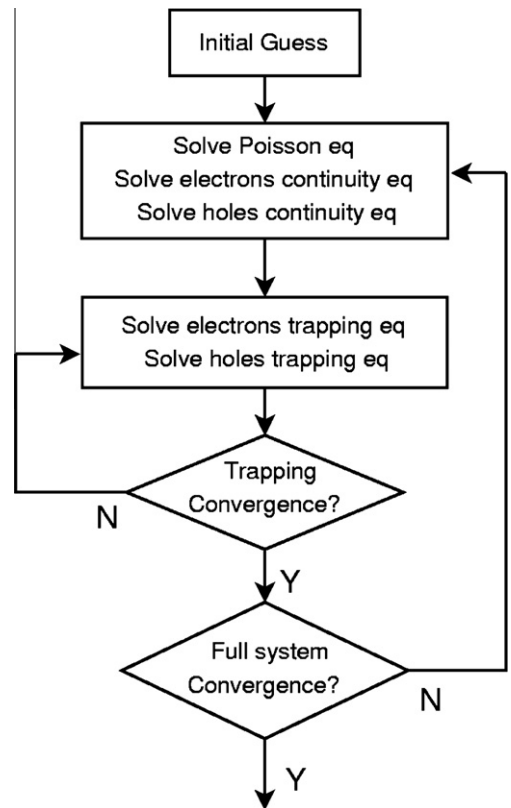 Initial Guess
Solve Poisson eq
Solve electrons continuity eq
Solve holes continuity eq
Solve electrons trapping eq
Solve holes trapping eq
Trapping
Convergence?
N
Y
Full system
Convergence?
N
Y